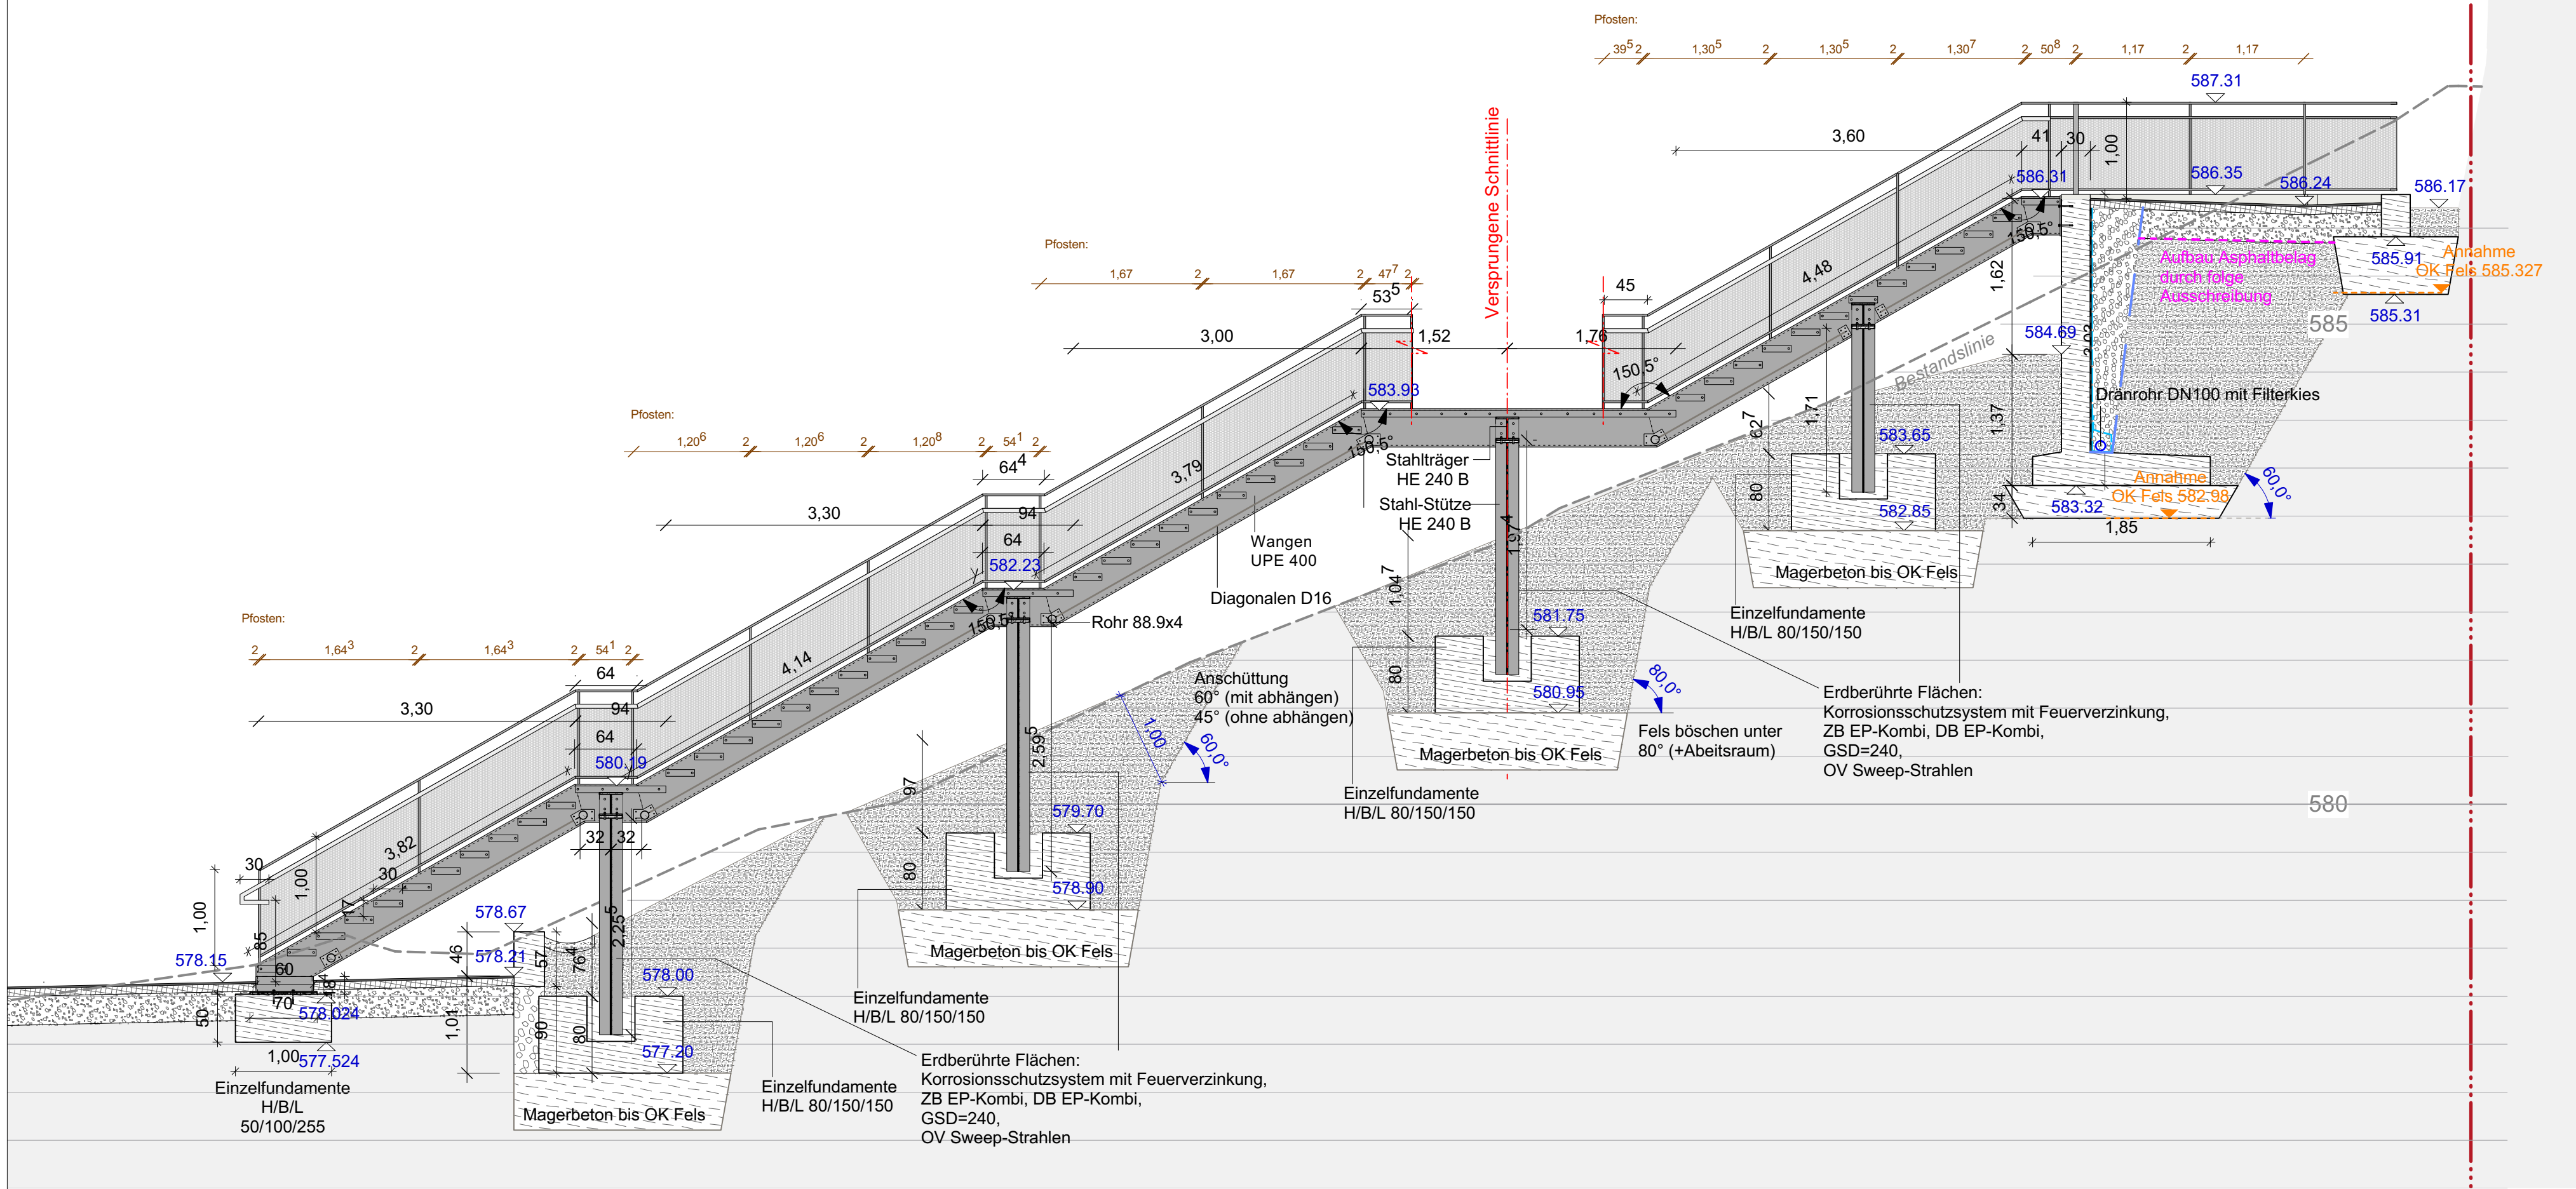 Pfosten:
39⁵ 2 1,30⁵ 2 1,30⁵ 2 1,30⁷ 2 50⁸ 2 1,17 2 1,17
587.31
3,60
41
30
1,00
586.31
586.35
586.24
586.17
150,5°
Versprungene Schnittlinie
Pfosten:
1,67 2 1,67 2 47⁷ 2
53⁵
45
3,00
1,52
1,76
4,48
1,62
Aufbau Asphaltbelag
durch folge
Ausschreibung
585.91
Annahme
OK Fels 585.327
585.31
585
584.69
Bestandslinie
150,5°
583.93
150,5°
Dränrohr DN100 mit Filterkies
1,37
62⁷
1,71
583.65
80
582.85
34
Annahme
OK Fels 582.98
583.32
1,85
60,0°
Magerbeton bis OK Fels
Einzelfundamente
H/B/L 80/150/150
Pfosten:
1,20⁶ 2 1,20⁶ 2 1,20⁸ 2 54¹ 2
64⁴
3,79
Stahlträger
HE 240 B
Stahl-Stütze
HE 240 B
3,30
94
64
582.23
150,5°
Wangen
UPE 400
Diagonalen D16
Rohr 88.9x4
1,97⁴
1,04⁷
581.75
80
580.95
80,0°
Magerbeton bis OK Fels
Fels böschen unter
80° (+Abeitsraum)
Einzelfundamente
H/B/L 80/150/150
Erdberührte Flächen:
Korrosionsschutzsystem mit Feuerverzinkung,
ZB EP-Kombi, DB EP-Kombi,
GSD=240,
OV Sweep-Strahlen
580
Pfosten:
2 1,64³ 2 1,64³ 2 54¹ 2
64
4,14
3,30
94
64
580.19
Anschüttung
60° (mit abhängen)
45° (ohne abhängen)
1,00
60,0°
2,59⁵
97
579.70
80
578.90
Magerbeton bis OK Fels
Einzelfundamente
H/B/L 80/150/150
32 32
3,82
30
30
1,00
17
1,00
85
578.15
60
18
70
578.024
50
1,00
577.524
Einzelfundamente
H/B/L
50/100/255
578.67
46
578.21
57
76⁴
2,25⁵
578.00
1,01
90
80
577.20
Magerbeton bis OK Fels
Einzelfundamente
H/B/L 80/150/150
Erdberührte Flächen:
Korrosionsschutzsystem mit Feuerverzinkung,
ZB EP-Kombi, DB EP-Kombi,
GSD=240,
OV Sweep-Strahlen